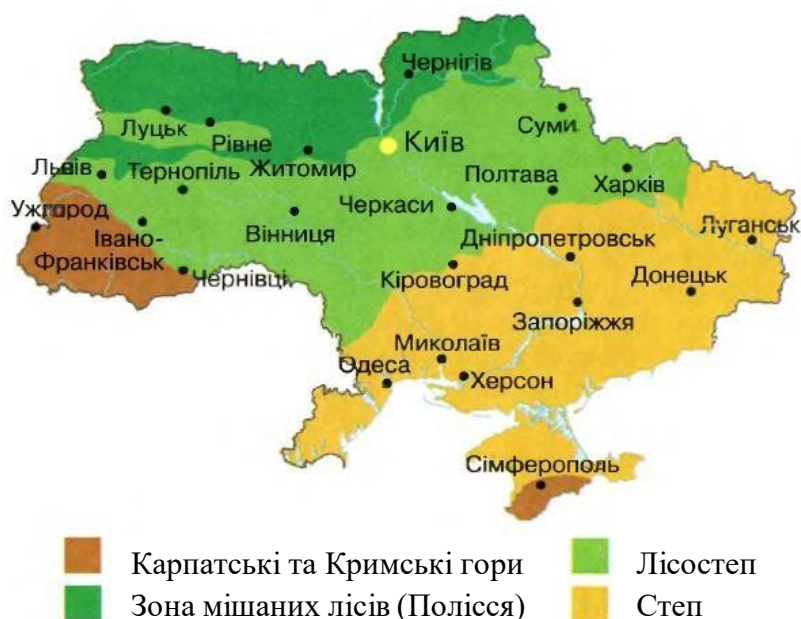 Чернігів
Суми
Луцьк
Рівне
Київ
Житомир
Львів
Тернопіль
Полтава
Харків
Ужгород
Черкаси
Луганськ
Івано-
Франківськ
Вінниця
Дніпропетровськ
Чернівці
Кіровоград
Донецьк
Запоріжжя
Миколаїв
Одеса
Херсон
Сімферополь
Карпатські та Кримські гори
Лісостеп
Зона мішаних лісів (Полісся)
Степ